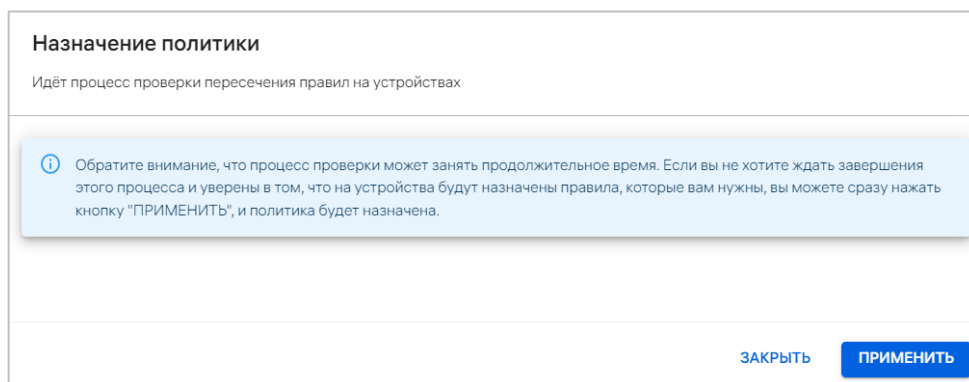 Назначение политики
Идёт процесс проверки пересечения правил на устройствах
Обратите внимание, что процесс проверки может занять продолжительное время. Если вы не хотите ждать завершения
этого процесса и уверены в том, что на устройства будут назначены правила, которые вам нужны, вы можете сразу нажать
кнопку "ПРИМЕНИТЬ", и политика будет назначена.
ЗАКРЫТЬ ПРИМЕНИТЬ